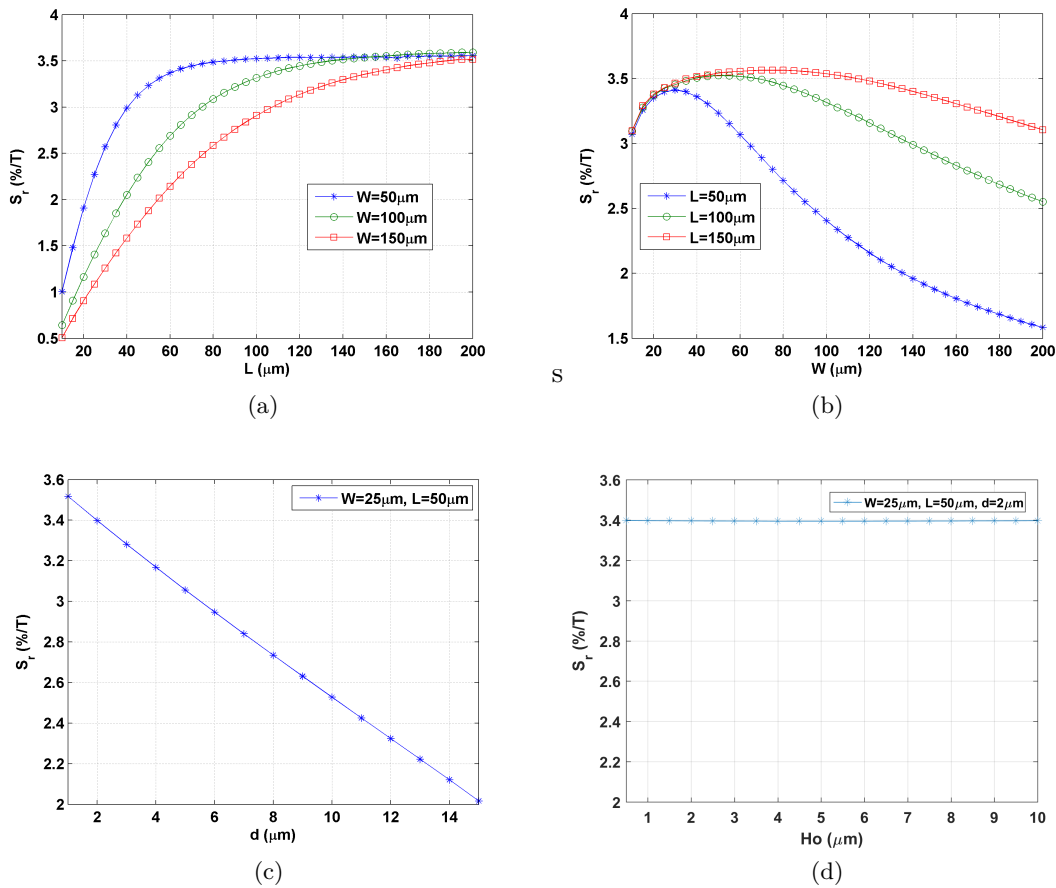 4
3.5
3
2.5
2
1.5
1
0.5
S_r (%/T)
20 40 60 80 100 120 140 160 180 200
L (μm)
W=50μm
W=100μm
W=150μm
(a)
S
4
3.5
3
2.5
2
1.5
S_r (%/T)
20 40 60 80 100 120 140 160 180 200
W (μm)
L=50μm
L=100μm
L=150μm
(b)
3.6
3.4
3.2
3
2.8
2.6
2.4
2.2
2
S_r (%/T)
2 4 6 8 10 12 14
d (μm)
W=25μm, L=50μm
(c)
3.6
3.4
3.2
3
2.8
2.6
2.4
2.2
2
S_r (%/T)
1 2 3 4 5 6 7 8 9 10
Ho (μm)
W=25μm, L=50μm, d=2μm
(d)